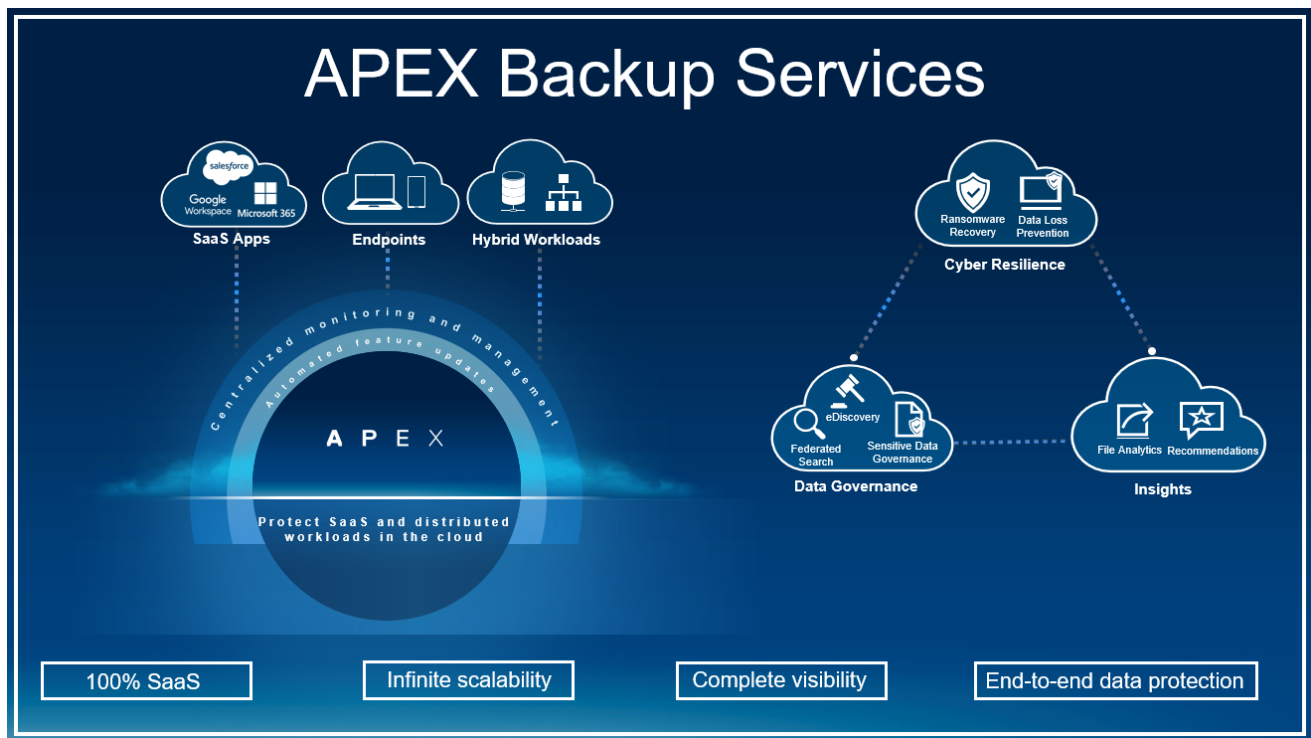 APEX Backup Services
salesforce
Google
Workspace
Microsoft 365
SaaS Apps
Endpoints
Hybrid Workloads
Centralized monitoring and management
Automated feature updates
APEX
Protect SaaS and distributed
workloads in the cloud
Ransomware
Recovery
Data Loss
Prevention
Cyber Resilience
eDiscovery
Federated
Search
Sensitive Data
Governance
Data Governance
File Analytics
Recommendations
Insights
100% SaaS
Infinite scalability
Complete visibility
End-to-end data protection